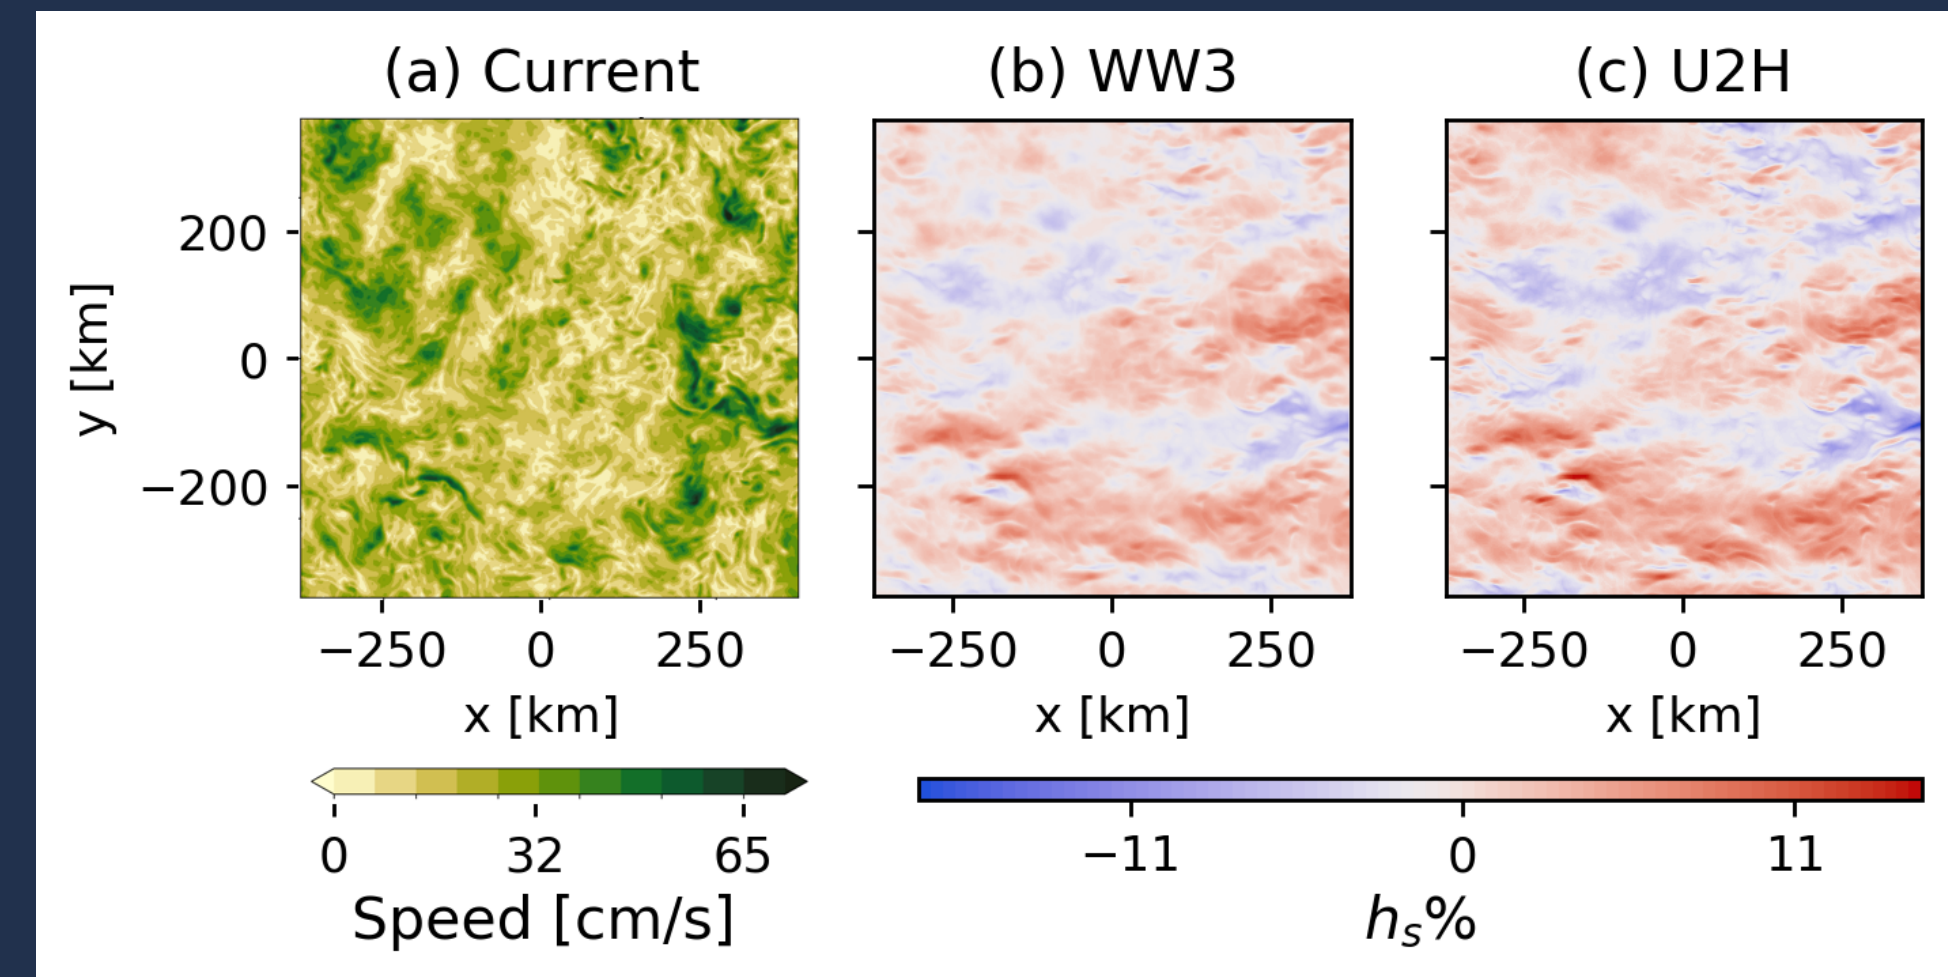 (a) Current
(b) WW3
(c) U2H
y [km]
200
0
−200
−250 0 250
−250 0 250
−250 0 250
x [km]
x [km]
x [km]
0 32 65
Speed [cm/s]
−11 0 11
hₛ%